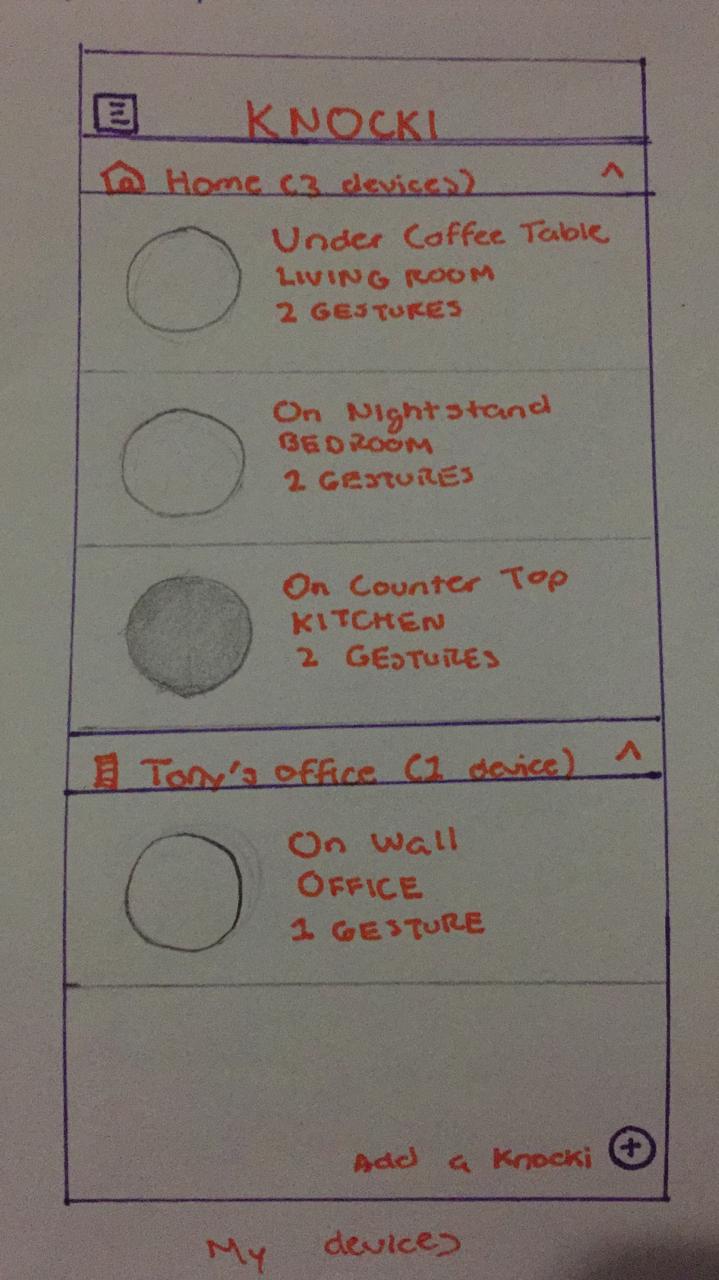 KNOCKI
Home (3 devices)
Under Coffee Table
LIVING ROOM
2 GESTURES
On Nightstand
BEDROOM
2 GESTURES
On Counter Top
KITCHEN
2 GESTURES
Tony's office (1 device)
On Wall
OFFICE
1 GESTURE
Add a Knocki
My devices